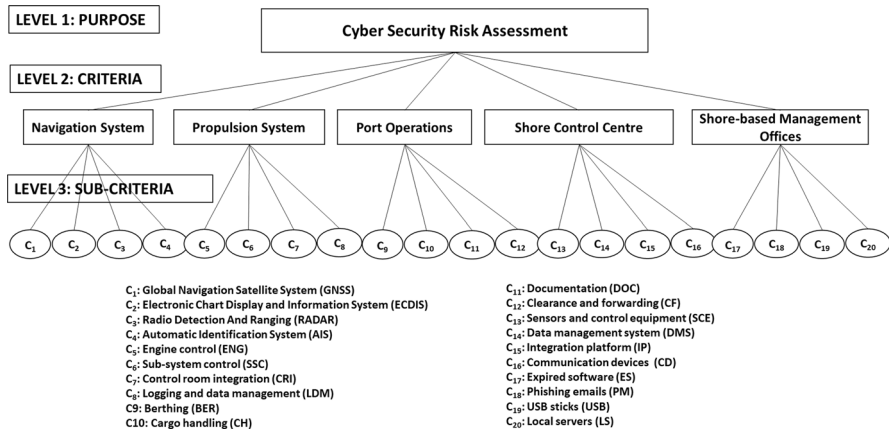 LEVEL 1: PURPOSE
Cyber Security Risk Assessment
LEVEL 2: CRITERIA
Navigation System
Propulsion System
Port Operations
Shore Control Centre
Shore-based Management
Offices
LEVEL 3: SUB-CRITERIA
C₁ C₂ C₃ C₄ C₅ C₆ C₇ C₈ C₉ C₁₀ C₁₁ C₁₂ C₁₃ C₁₄ C₁₅ C₁₆ C₁₇ C₁₈ C₁₉ C₂₀
C₁: Global Navigation Satellite System (GNSS)
C₂: Electronic Chart Display and Information System (ECDIS)
C₃: Radio Detection And Ranging (RADAR)
C₄: Automatic Identification System (AIS)
C₅: Engine control (ENG)
C₆: Sub-system control (SSC)
C₇: Control room integration (CRI)
C₈: Logging and data management (LDM)
C9: Berthing (BER)
C10: Cargo handling (CH)
C₁₁: Documentation (DOC)
C₁₂: Clearance and forwarding (CF)
C₁₃: Sensors and control equipment (SCE)
C₁₄: Data management system (DMS)
C₁₅: Integration platform (IP)
C₁₆: Communication devices (CD)
C₁₇: Expired software (ES)
C₁₈: Phishing emails (PM)
C₁₉: USB sticks (USB)
C₂₀: Local servers (LS)